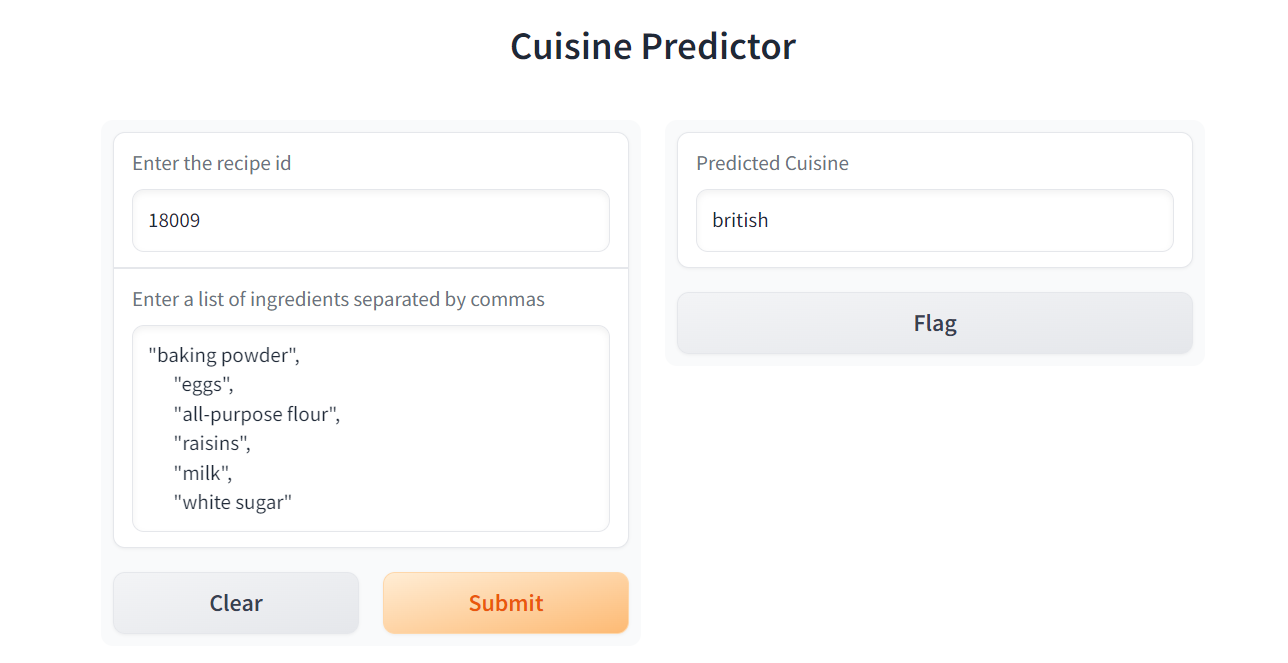 Cuisine Predictor
Enter the recipe id
18009
Enter a list of ingredients separated by commas
"baking powder",
"eggs",
"all-purpose flour",
"raisins",
"milk",
"white sugar"
Clear
Submit
Predicted Cuisine
british
Flag